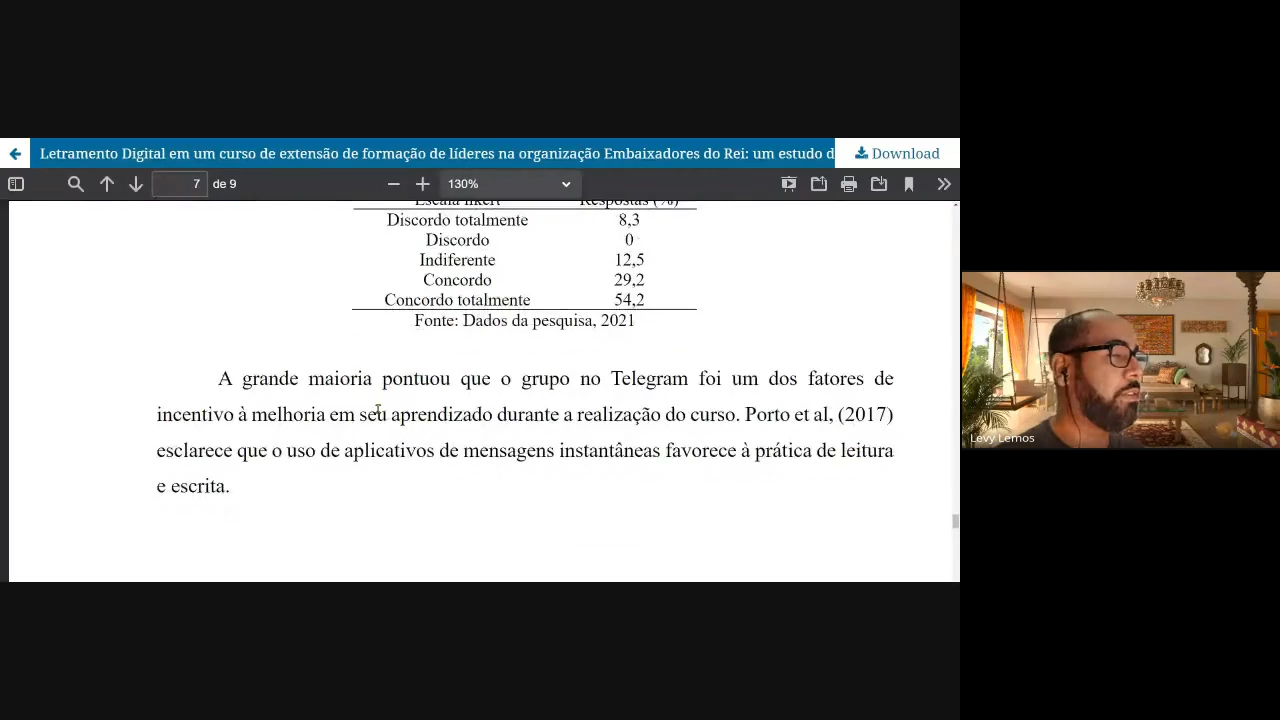 Letramento Digital em um curso de extensão de formação de líderes na organização Embaixadores do Rei: um estudo d
Download
7 de 9
130%
Escala likert Respostas (%)
Discordo totalmente 8,3
Discordo 0
Indiferente 12,5
Concordo 29,2
Concordo totalmente 54,2
Fonte: Dados da pesquisa, 2021
A grande maioria pontuou que o grupo no Telegram foi um dos fatores de
incentivo à melhoria em seu aprendizado durante a realização do curso. Porto et al, (2017)
esclarece que o uso de aplicativos de mensagens instantâneas favorece à prática de leitura
e escrita.
Levy Lemos